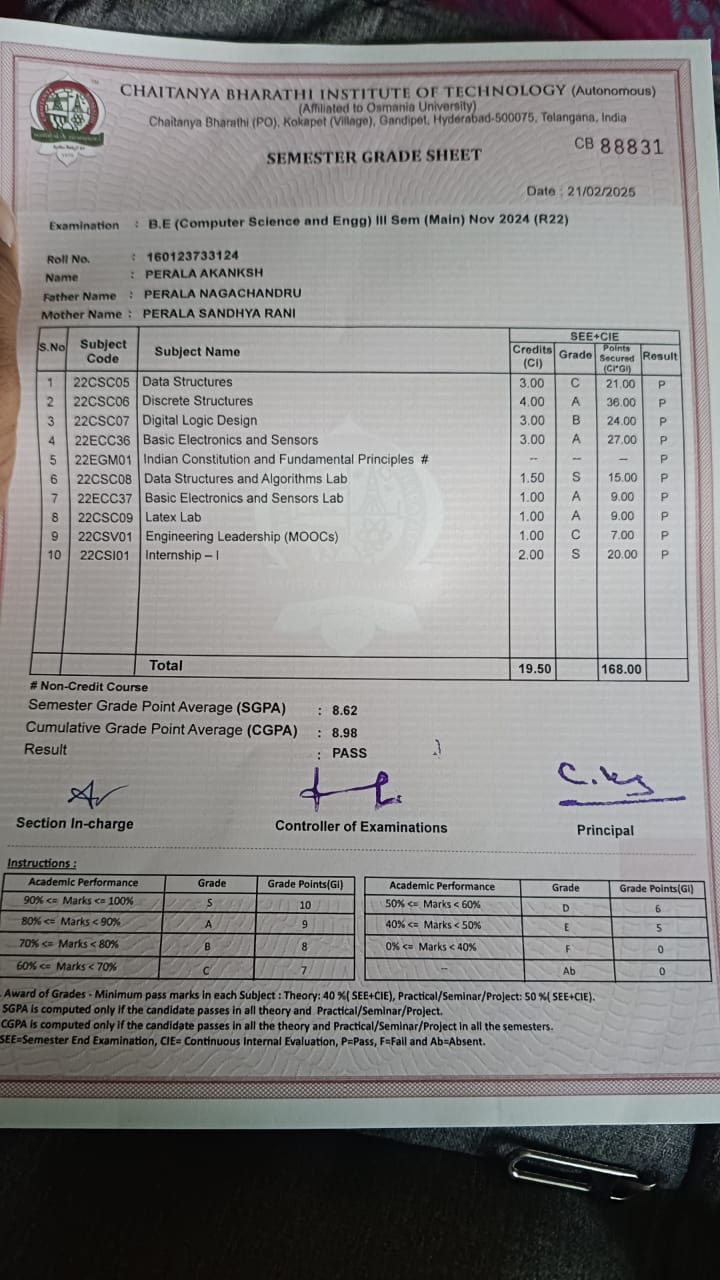 CHAITANYA BHARATHI INSTITUTE OF TECHNOLOGY (Autonomous)
(Affiliated to Osmania University)
Chaitanya Bharathi (PO), Kokapet (Village), Gandipet, Hyderabad-500075, Telangana, India
CB 88831
SEMESTER GRADE SHEET
Date : 21/02/2025
Examination : B.E (Computer Science and Engg) III Sem (Main) Nov 2024 (R22)
Roll No. : 160123733124
Name : PERALA AKANKSH
Father Name : PERALA NAGACHANDRU
Mother Name : PERALA SANDHYA RANI
S.No Subject Code Subject Name SEE+CIE Credits (CI) Grade Points Secured (CI*GI) Result
1 22CSC05 Data Structures 3.00 C 21.00 P
2 22CSC06 Discrete Structures 4.00 A 36.00 P
3 22CSC07 Digital Logic Design 3.00 B 24.00 P
4 22ECC36 Basic Electronics and Sensors 3.00 A 27.00 P
5 22EGM01 Indian Constitution and Fundamental Principles # -- -- -- P
6 22CSC08 Data Structures and Algorithms Lab 1.50 S 15.00 P
7 22ECC37 Basic Electronics and Sensors Lab 1.00 A 9.00 P
8 22CSC09 Latex Lab 1.00 A 9.00 P
9 22CSV01 Engineering Leadership (MOOCs) 1.00 C 7.00 P
10 22CSI01 Internship – I 2.00 S 20.00 P
Total 19.50 168.00
# Non-Credit Course
Semester Grade Point Average (SGPA) : 8.62
Cumulative Grade Point Average (CGPA) : 8.98
Result : PASS
Section In-charge Controller of Examinations Principal
Instructions :
Academic Performance Grade Grade Points(GI) Academic Performance Grade Grade Points(GI)
90% <= Marks <= 100% S 10 50% <= Marks < 60% D 6
80% <= Marks < 90% A 9 40% <= Marks < 50% E 5
70% <= Marks < 80% B 8 0% <= Marks < 40% F 0
60% <= Marks < 70% C 7 -- Ab 0
Award of Grades - Minimum pass marks in each Subject : Theory: 40 %( SEE+CIE), Practical/Seminar/Project: 50 %( SEE+CIE).
SGPA is computed only if the candidate passes in all theory and Practical/Seminar/Project.
CGPA is computed only if the candidate passes in all the theory and Practical/Seminar/Project in all the semesters.
SEE=Semester End Examination, CIE= Continuous Internal Evaluation, P=Pass, F=Fail and Ab=Absent.